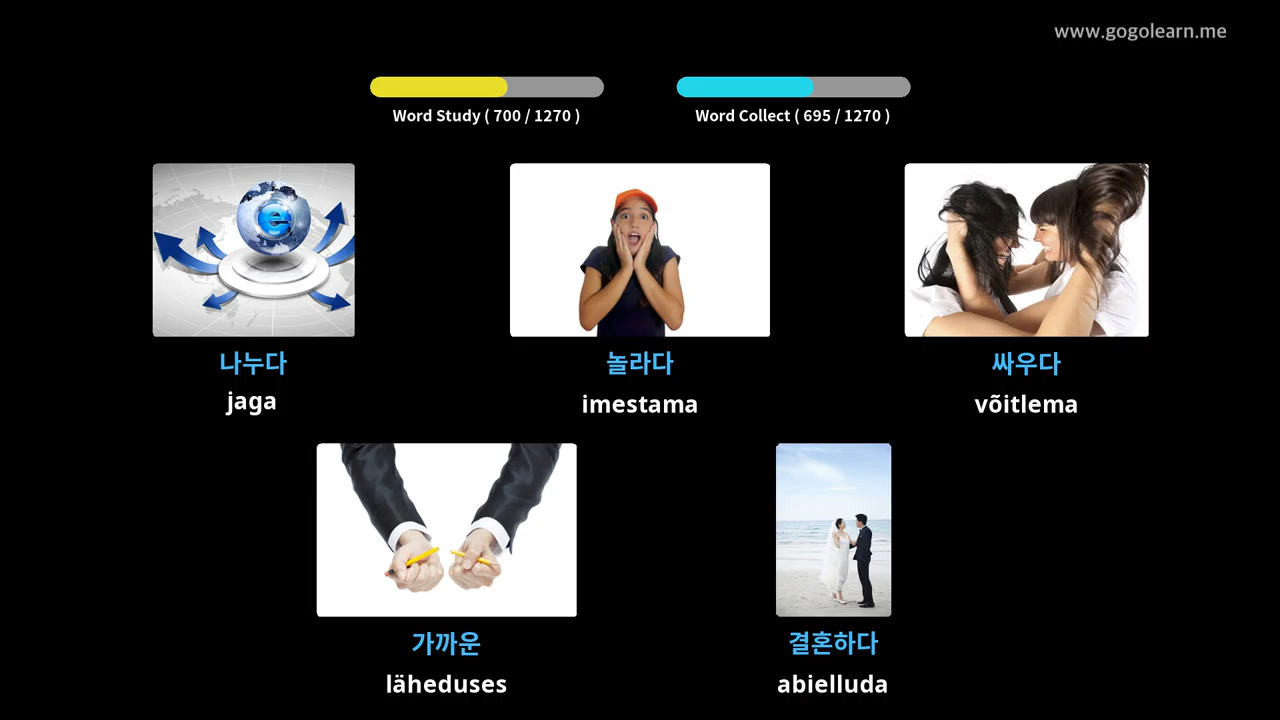 www.gogolearn.me
Word Study ( 700 / 1270 )
Word Collect ( 695 / 1270 )
e
나누다
jaga
놀라다
imestama
싸우다
võitlema
가까운
läheduses
결혼하다
abielluda